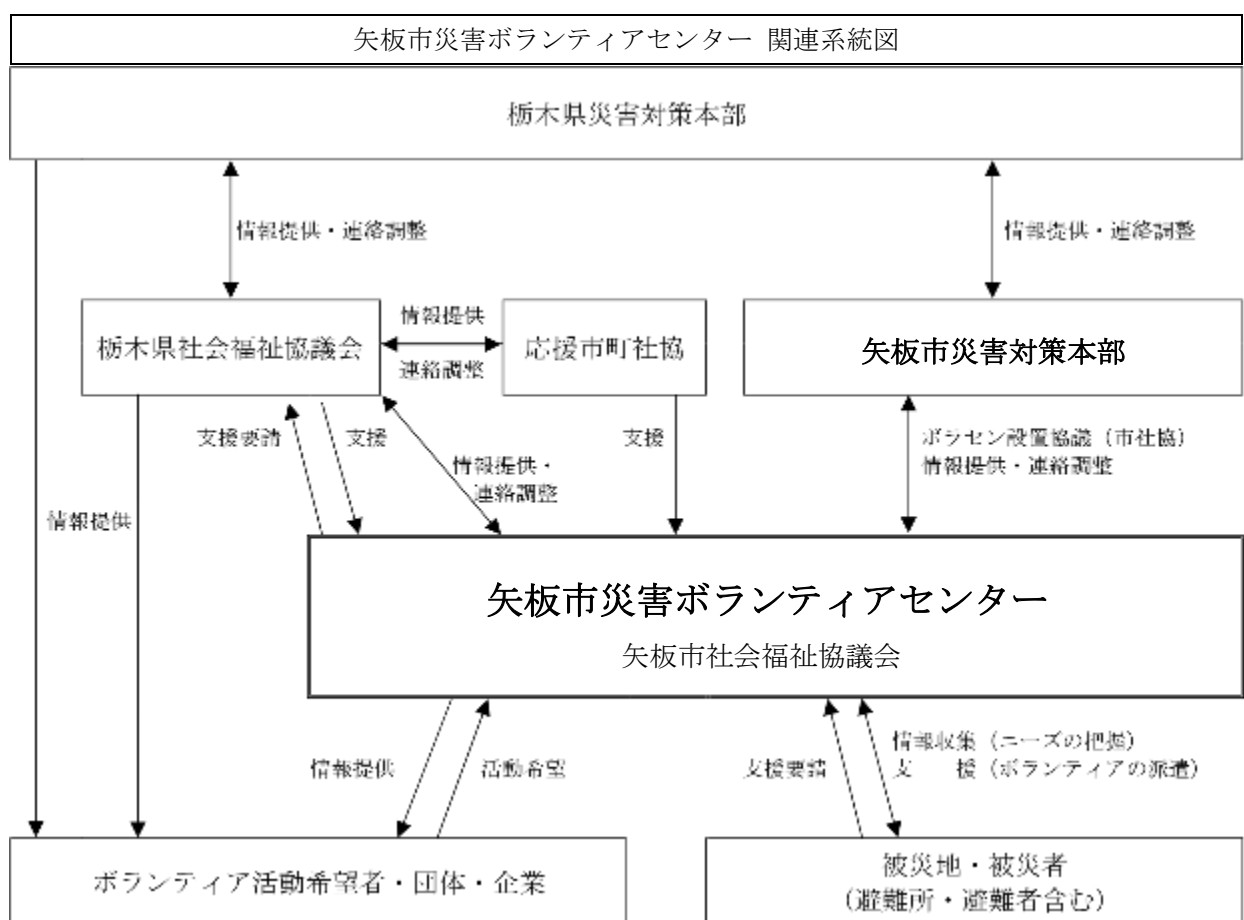 矢板市災害ボランティアセンター 関連系統図
栃木県災害対策本部
情報提供・連絡調整
情報提供・連絡調整
栃木県社会福祉協議会
情報提供
連絡調整
応援市町社協
矢板市災害対策本部
支援要請
支援
情報提供・
連絡調整
支援
ボラセン設置協議（市社協）
情報提供・連絡調整
情報提供
矢板市災害ボランティアセンター
矢板市社会福祉協議会
情報提供
活動希望
支援要請
情報収集（ニーズの把握）
支　　援（ボランティアの派遣）
ボランティア活動希望者・団体・企業
被災地・被災者
（避難所・避難者含む）